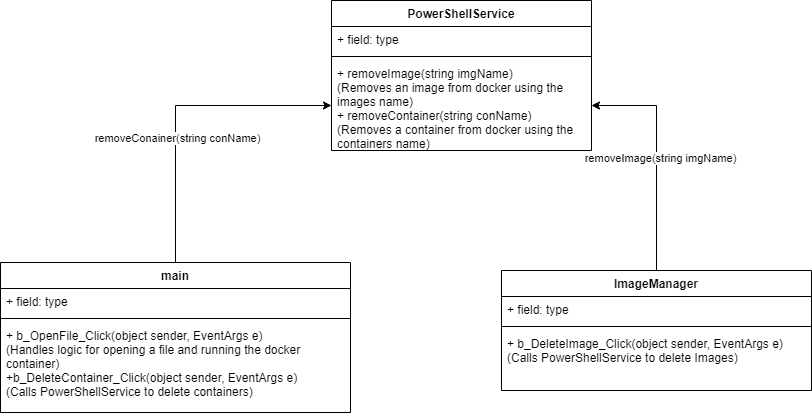 PowerShellService
+ field: type
+ removeImage(string imgName)
(Removes an image from docker using the
images name)
+ removeContainer(string conName)
(Removes a container from docker using the
containers name)
removeConainer(string conName)
removeImage(string imgName)
main
+ field: type
+ b_OpenFile_Click(object sender, EventArgs e)
(Handles logic for opening a file and running the docker
container)
+b_DeleteContainer_Click(object sender, EventArgs e)
(Calls PowerShellService to delete containers)
ImageManager
+ field: type
+ b_DeleteImage_Click(object sender, EventArgs e)
(Calls PowerShellService to delete Images)